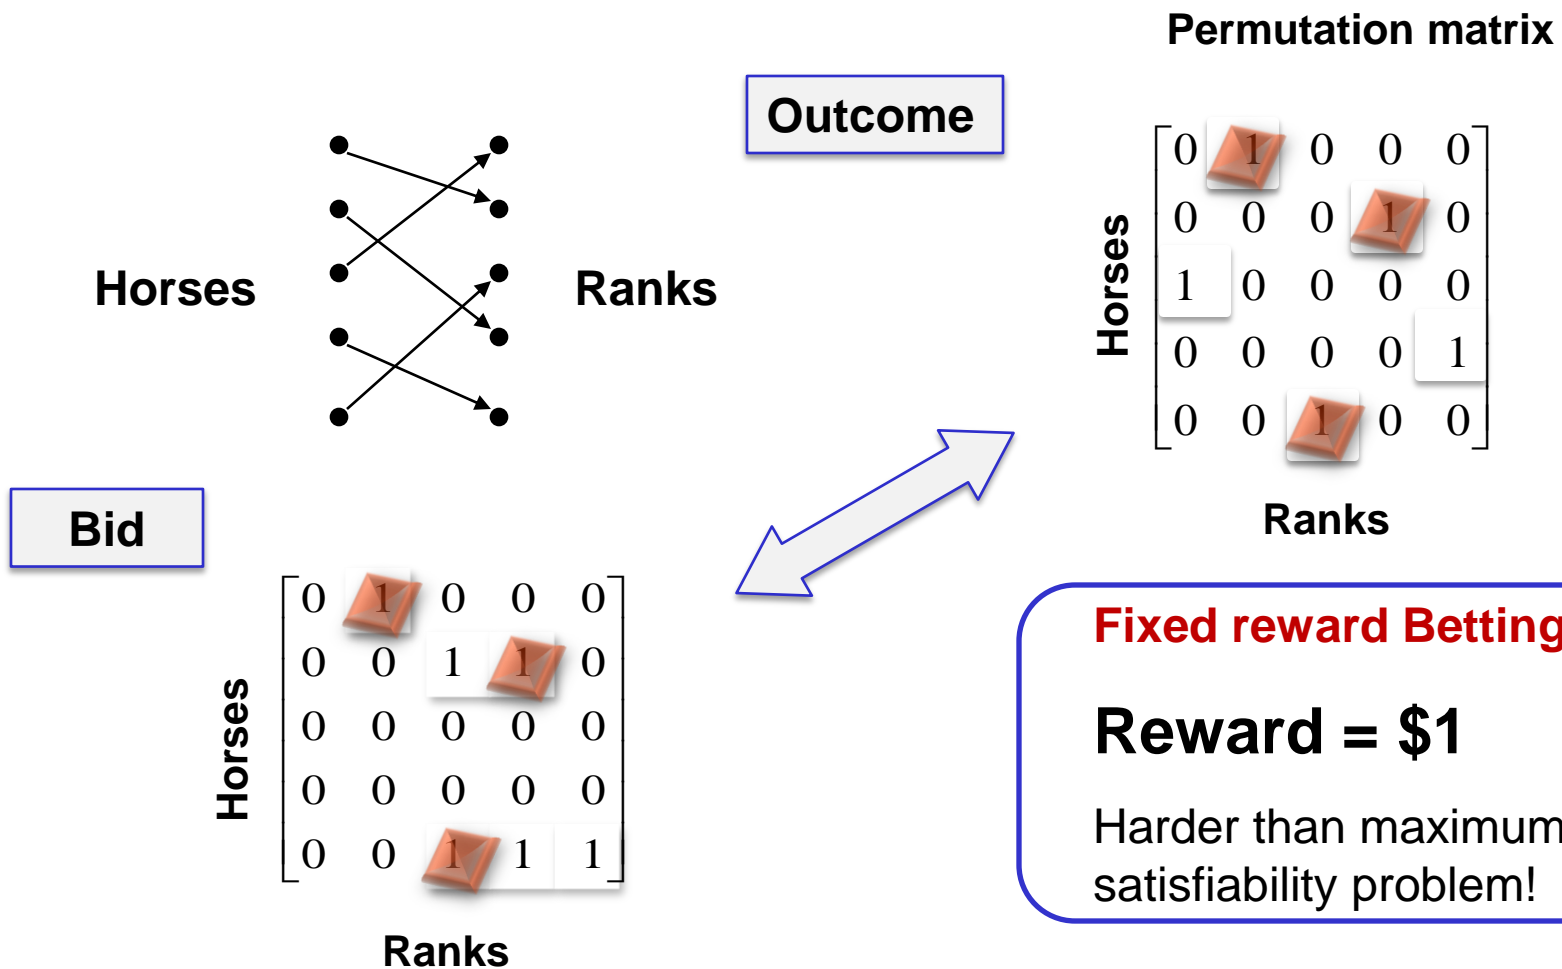 Permutation matrix
Outcome
Horses
Ranks
0 1 0 0 0
0 0 0 1 0
1 0 0 0 0
0 0 0 0 1
0 0 1 0 0
Horses
Ranks
Bid
0 1 0 0 0
0 0 1 1 0
0 0 0 0 0
0 0 0 0 0
0 0 1 1 1
Horses
Ranks
Fixed reward Betting
Reward = $1
Harder than maximum
satisfiability problem!